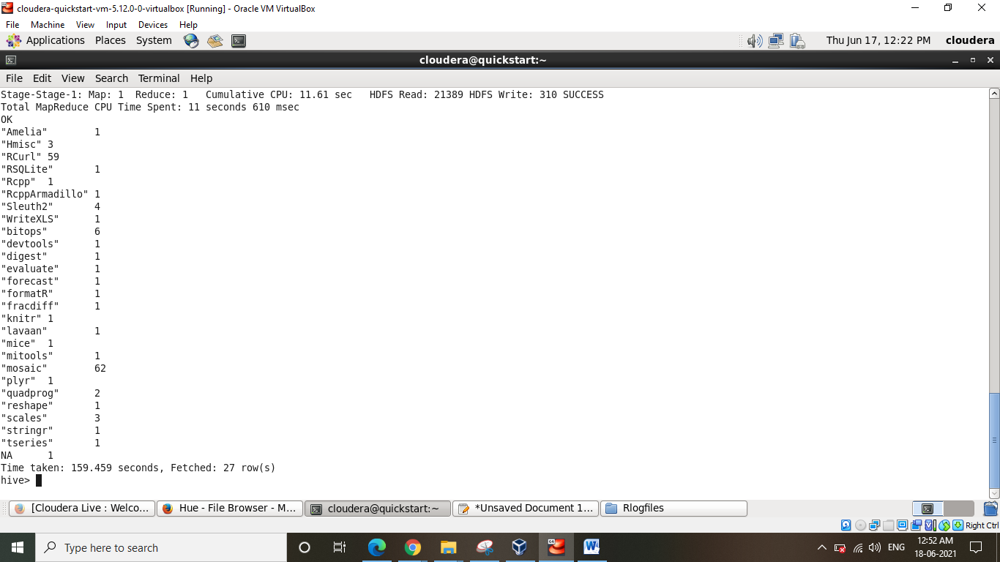 cloudera-quickstart-vm-5.12.0-0-virtualbox [Running] - Oracle VM VirtualBox
File Machine View Input Devices Help
Applications Places System Thu Jun 17, 12:22 PM cloudera
cloudera@quickstart:~
File Edit View Search Terminal Help
Stage-Stage-1: Map: 1  Reduce: 1   Cumulative CPU: 11.61 sec   HDFS Read: 21389 HDFS Write: 310 SUCCESS
Total MapReduce CPU Time Spent: 11 seconds 610 msec
OK
"Amelia"        1
"Hmisc" 3
"RCurl" 59
"RSQLite"       1
"Rcpp"  1
"RcppArmadillo" 1
"Sleuth2"       4
"WriteXLS"      1
"bitops"        6
"devtools"      1
"digest"        1
"evaluate"      1
"forecast"      1
"formatR"       1
"fracdiff"      1
"knitr" 1
"lavaan"        1
"mice"  1
"mitools"       1
"mosaic"        62
"plyr"  1
"quadprog"      2
"reshape"       1
"scales"        3
"stringr"       1
"tseries"       1
NA      1
Time taken: 159.459 seconds, Fetched: 27 row(s)
hive>
[Cloudera Live : Welco... Hue - File Browser - M... cloudera@quickstart:~ *Unsaved Document 1... Rlogfiles
Right Ctrl
Type here to search
ENG
12:52 AM
18-06-2021